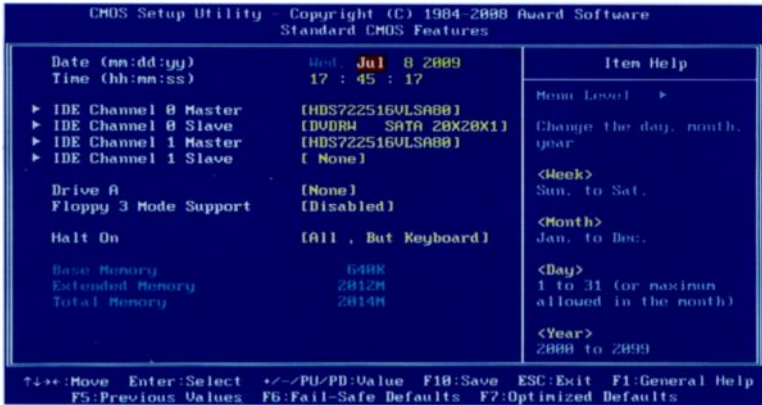 CMOS Setup Utility - Copyright (C) 1984-2008 Award Software
Standard CMOS Features
Date (mm:dd:yy) Wed, Jul 8 2009
Time (hh:mm:ss) 17 : 45 : 17
► IDE Channel 0 Master [HDS722516VLSA80]
► IDE Channel 0 Slave [DVDRW SATA 20X20X1]
► IDE Channel 1 Master [HDS722516VLSA80]
► IDE Channel 1 Slave [ None]
Drive A [None]
Floppy 3 Mode Support [Disabled]
Halt On [All , But Keyboard]
Base Memory 640K
Extended Memory 2012M
Total Memory 2014M
Item Help
Menu Level ►
Change the day, month,
year
<Week>
Sun. to Sat.
<Month>
Jan. to Dec.
<Day>
1 to 31 (or maximum
allowed in the month)
<Year>
2000 to 2099
↑↓→←:Move Enter:Select +/-/PU/PD:Value F10:Save ESC:Exit F1:General Help
F5:Previous Values F6:Fail-Safe Defaults F7:Optimized Defaults